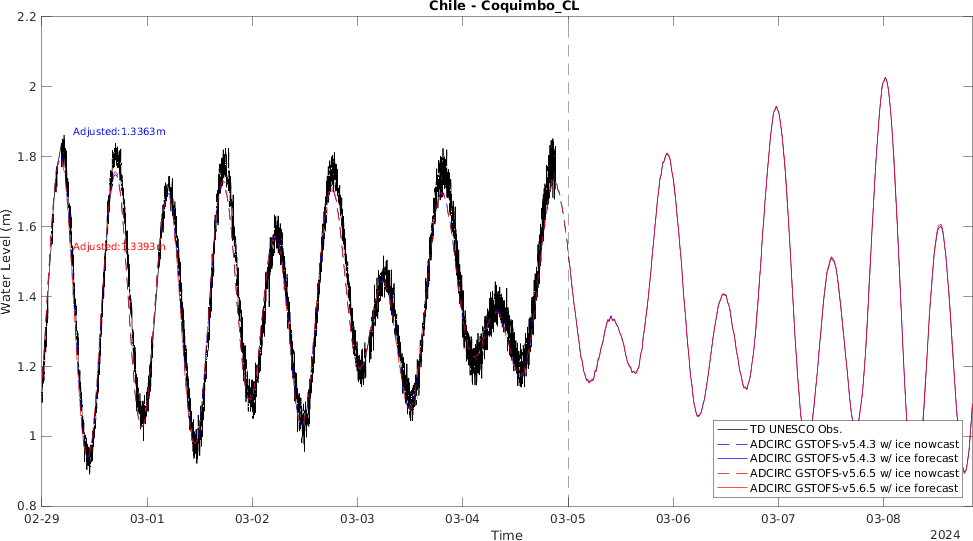 Chile - Coquimbo_CL
2.2
2
1.8
1.6
1.4
1.2
1
0.8
Water Level (m)
Adjusted:1.3363m
Adjusted:1.3393m
TD UNESCO Obs.
ADCIRC GSTOFS-v5.4.3 w/ ice nowcast
ADCIRC GSTOFS-v5.4.3 w/ ice forecast
ADCIRC GSTOFS-v5.6.5 w/ ice nowcast
ADCIRC GSTOFS-v5.6.5 w/ ice forecast
02-29 03-01 03-02 03-03 03-04 03-05 03-06 03-07 03-08
Time
2024